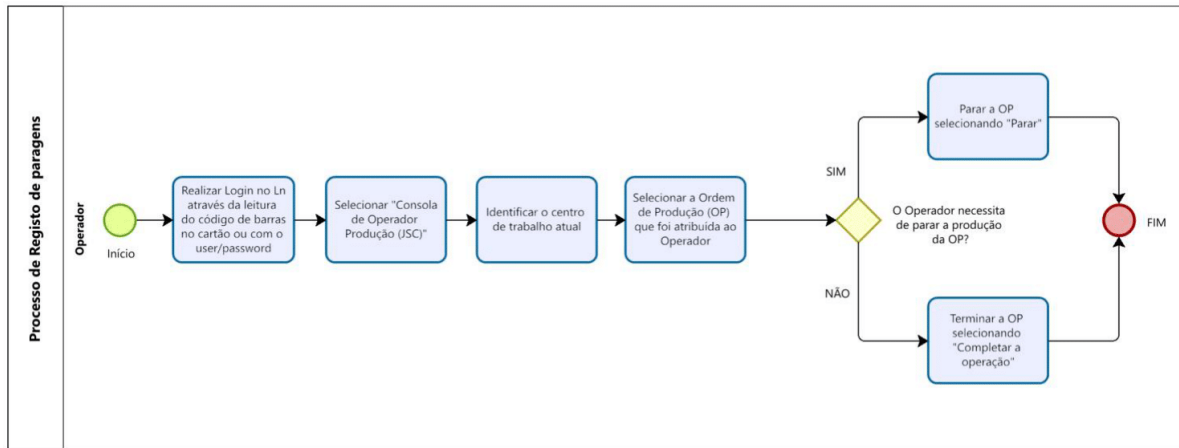 Processo de Registo de paragens
Operador
Início
Realizar Login no Ln
através da leitura
do código de barras
no cartão ou com o
user/password
Selecionar "Consola
de Operador
Produção (JSC)"
Identificar o centro
de trabalho atual
Selecionar a Ordem
de Produção (OP)
que foi atribuída ao
Operador
SIM
O Operador necessita
de parar a produção
da OP?
NÃO
Parar a OP
selecionando "Parar"
Terminar a OP
selecionando
"Completar a
operação"
FIM